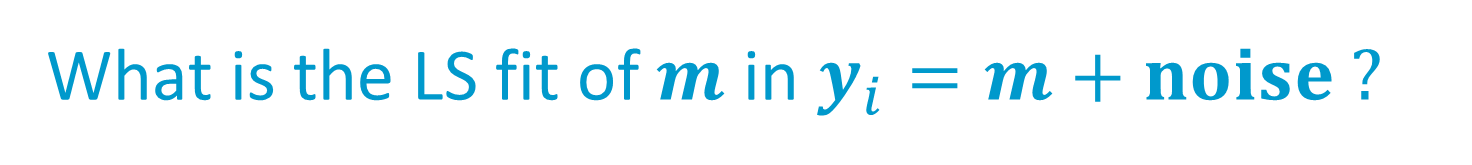 What is the LS fit of m in yᵢ = m + noise ?